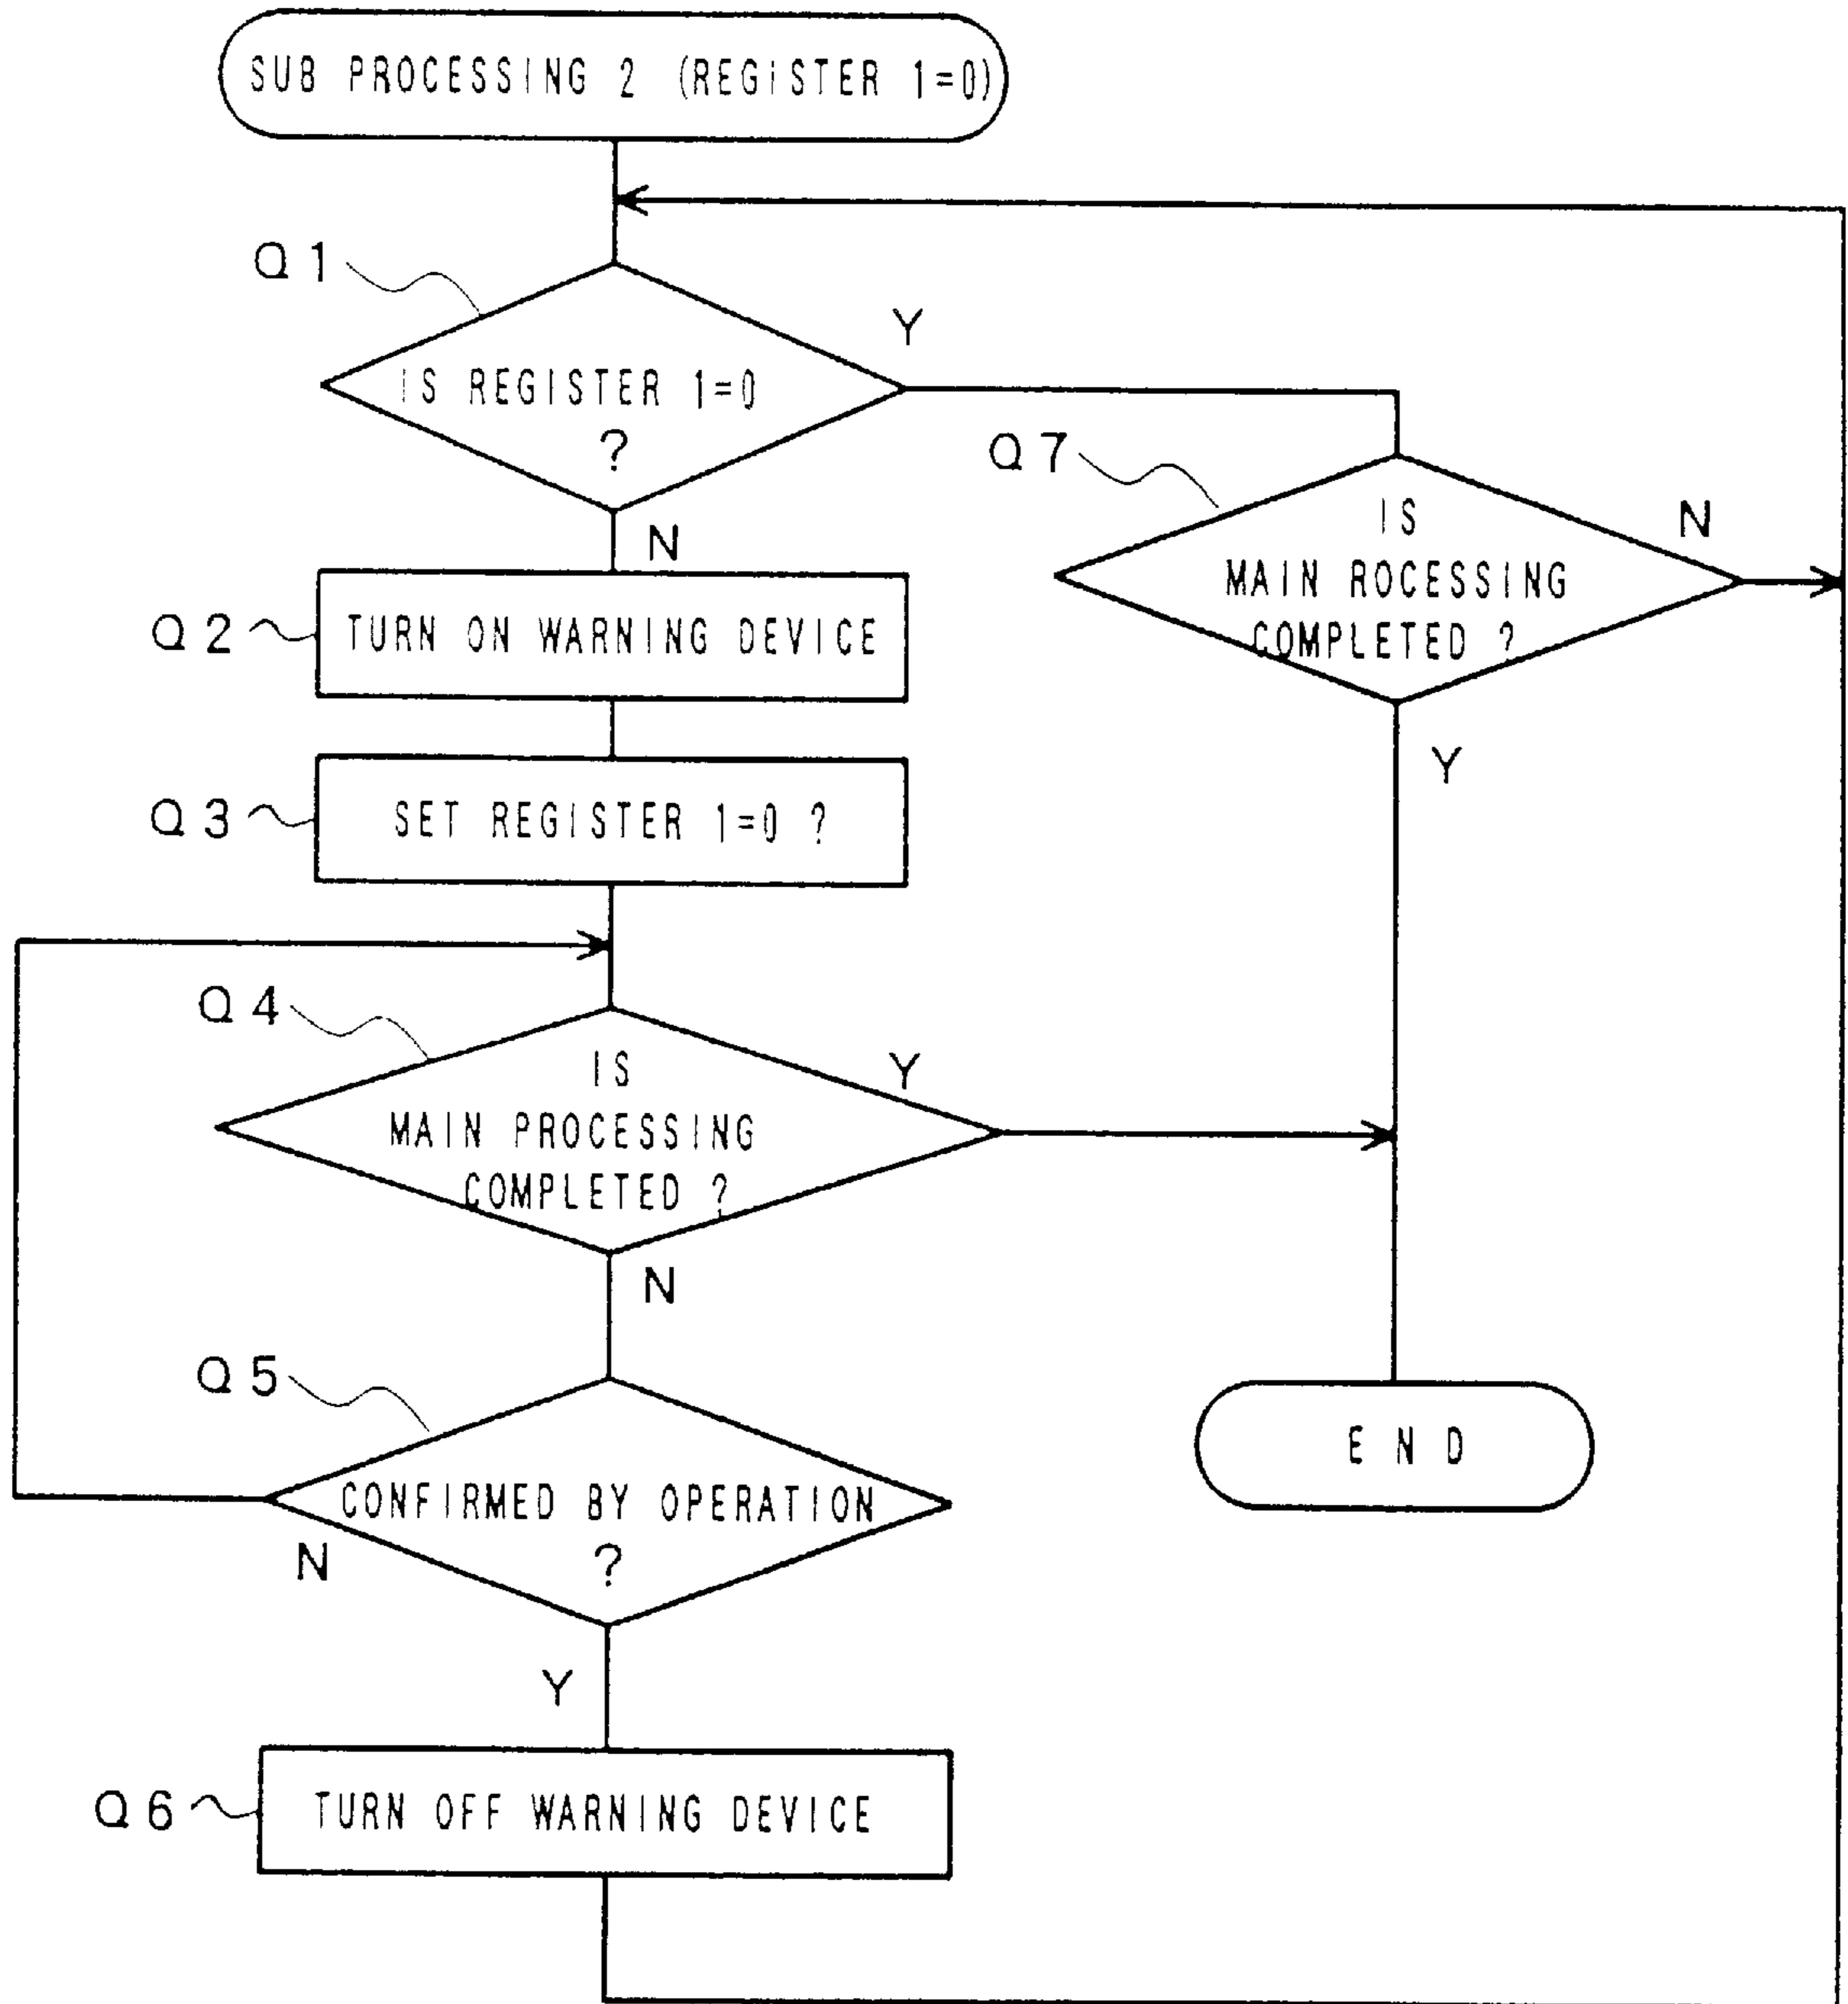 SUB PROCESSING 2 (REGISTER 1=0)
Q1
Y
IS REGISTER 1=0
?
N
Q7
IS
MAIN ROCESSING
COMPLETED ?
N
Y
Q2
TURN ON WARNING DEVICE
Q3
SET REGISTER 1=0 ?
Q4
IS
MAIN PROCESSING
COMPLETED ?
Y
N
Q5
CONFIRMED BY OPERATION
?
N
Y
END
Q6
TURN OFF WARNING DEVICE